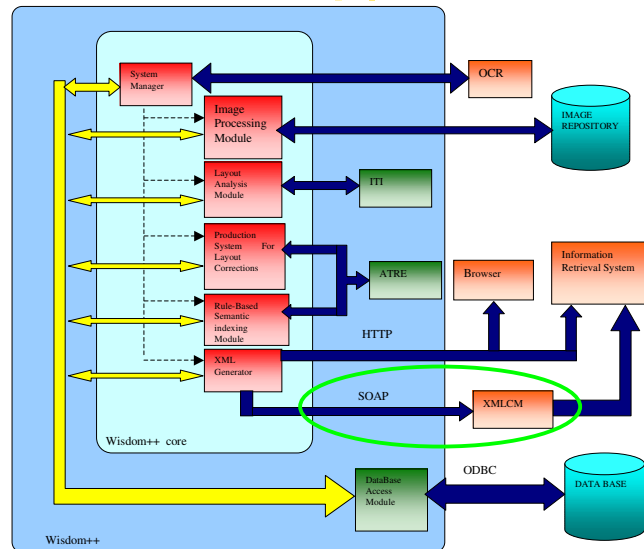 System
Manager
OCR
Image
Processing
Module
IMAGE
REPOSITORY
Layout
Analysis
Module
ITI
Production
System For
Layout
Corrections
ATRE
Browser
Information
Retrieval System
Rule-Based
Semantic
indexing
Module
HTTP
XML
Generator
SOAP
XMLCM
Wisdom++ core
DataBase
Access
Module
ODBC
DATA BASE
Wisdom++